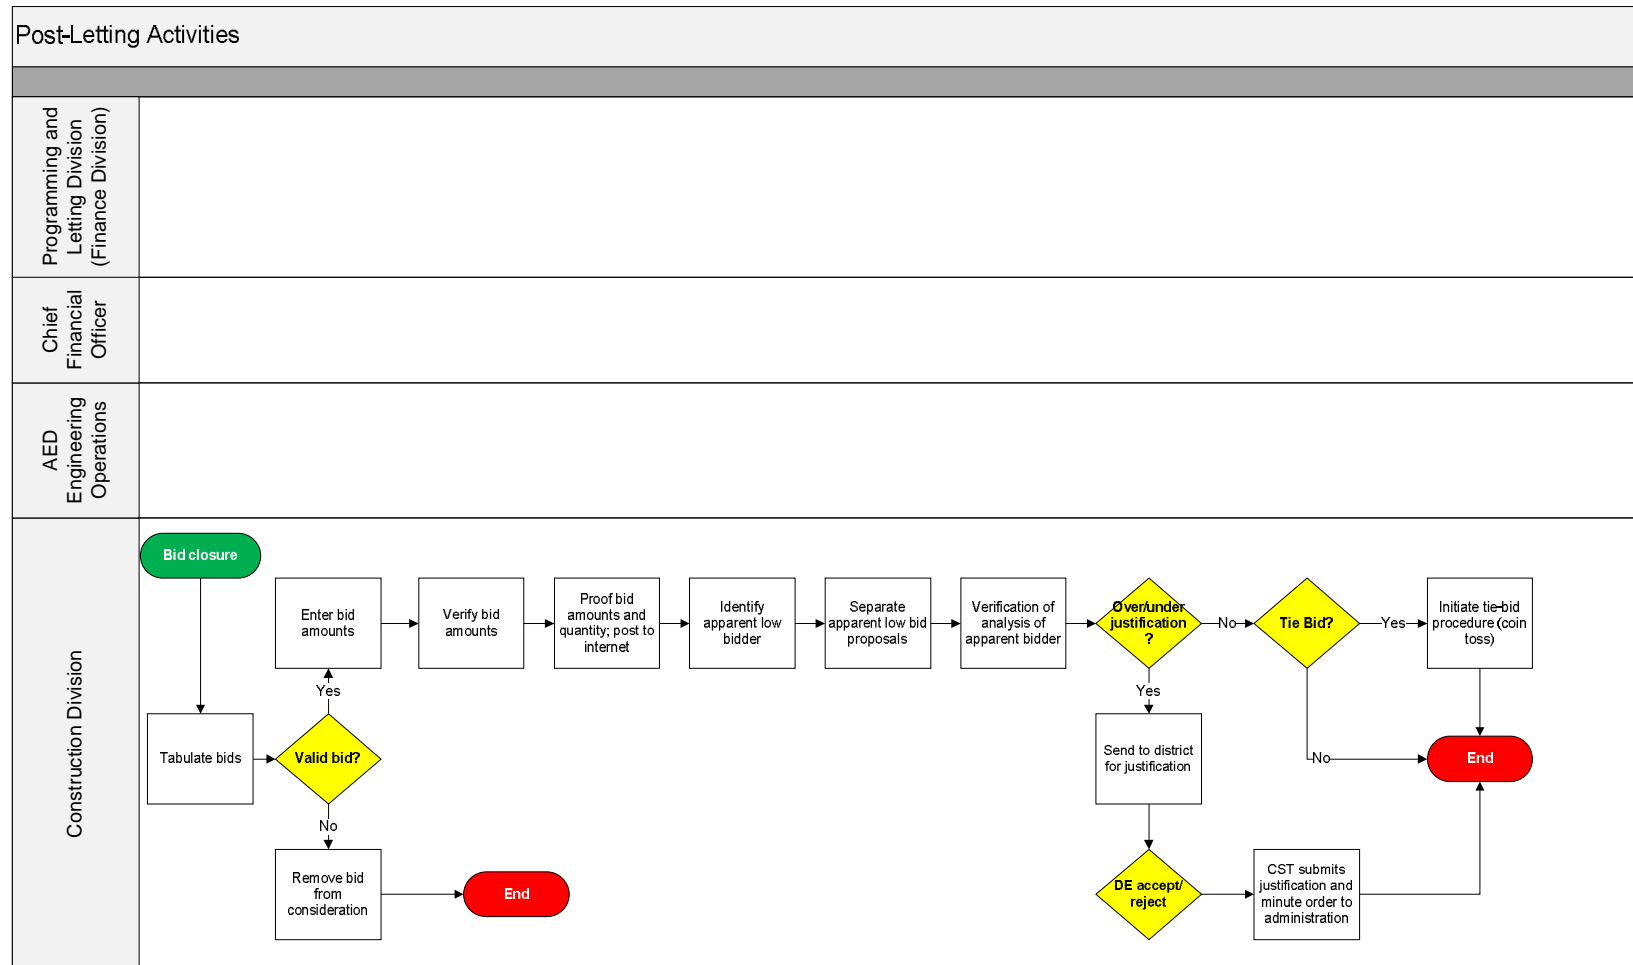 Post-Letting Activities
Programming and
Letting Division
(Finance Division)
Chief
Financial
Officer
AED
Engineering
Operations
Construction Division
Bid closure
Tabulate bids
Valid bid?
Yes
No
Enter bid
amounts
Remove bid
from
consideration
End
Verify bid
amounts
Proof bid
amounts and
quantity; post to
internet
Identify
apparent low
bidder
Separate
apparent low bid
proposals
Verification of
analysis of
apparent bidder
Over/under
justification
?
No
Yes
Tie Bid?
Yes
No
Initiate tie-bid
procedure (coin
toss)
End
Send to district
for justification
DE accept/
reject
CST submits
justification and
minute order to
administration